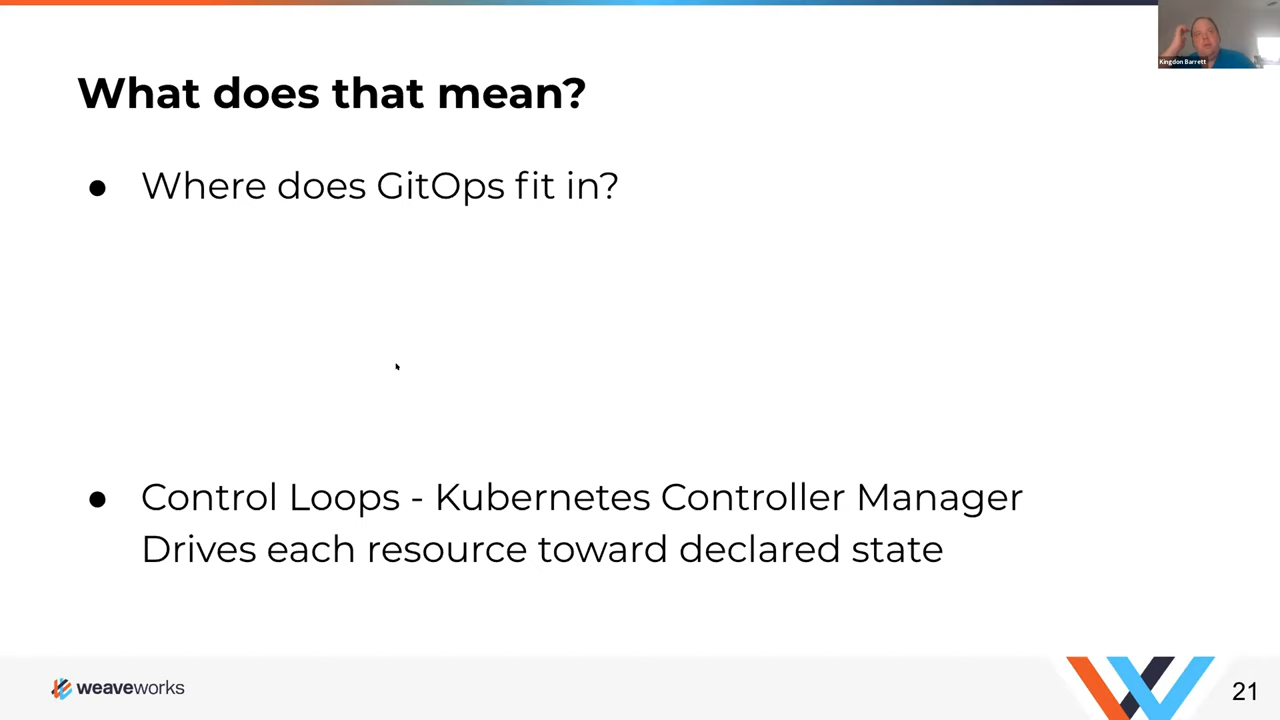 Kingdon Barrett
What does that mean?
● Where does GitOps fit in?
● Control Loops - Kubernetes Controller Manager
Drives each resource toward declared state
weaveworks
21